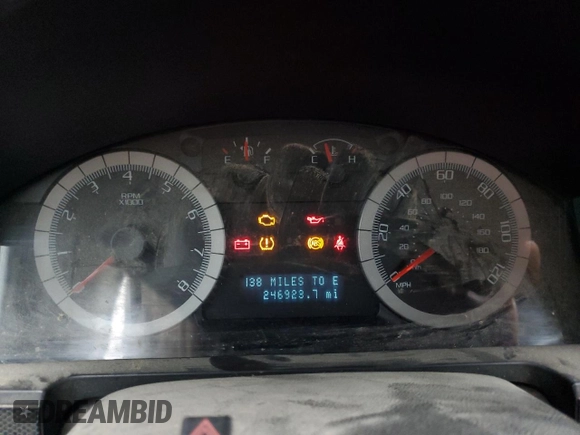 E F
C H
RPM
X1000
1 2 3 4 5 6 7 8
20 40 60 80 100 120
MPH
ABS
138 MILES TO E
246923.7 mi
DREAMBID